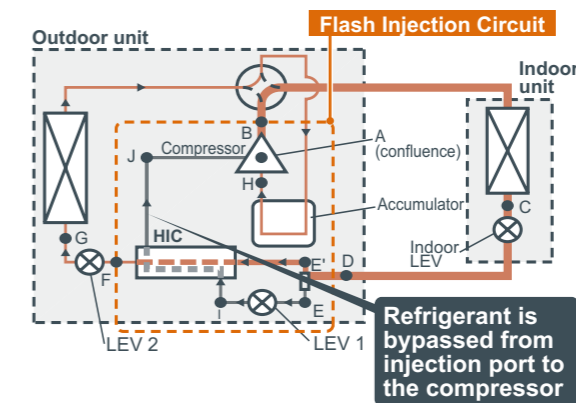 Flash Injection Circuit
Outdoor unit
Indoor
unit
B
A
(confluence)
J
Compressor
H
Accumulator
C
G
HIC
Indoor
LEV
E'
D
F
I
E
LEV 2
LEV 1
Refrigerant is
bypassed from
injection port to
the compressor